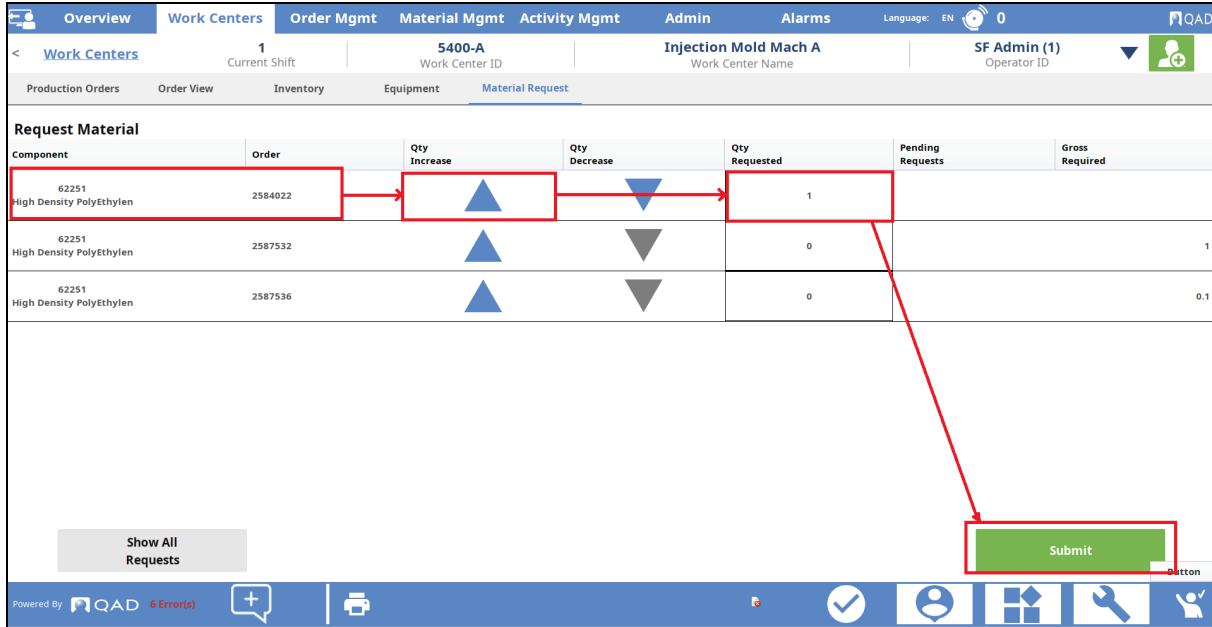 Overview Work Centers Order Mgmt Material Mgmt Activity Mgmt Admin Alarms Language: EN 0 QAD
< Work Centers 1 5400-A Injection Mold Mach A SF Admin (1)
Current Shift Work Center ID Work Center Name Operator ID
Production Orders Order View Inventory Equipment Material Request
Request Material
Component Order Qty Increase Qty Decrease Qty Requested Pending Requests Gross Required
62251
High Density PolyEthylen 2584022 1
62251
High Density PolyEthylen 2587532 0 1
62251
High Density PolyEthylen 2587536 0 0.1
Show All
Requests
Submit
Button
Powered By QAD 6 Error(s)